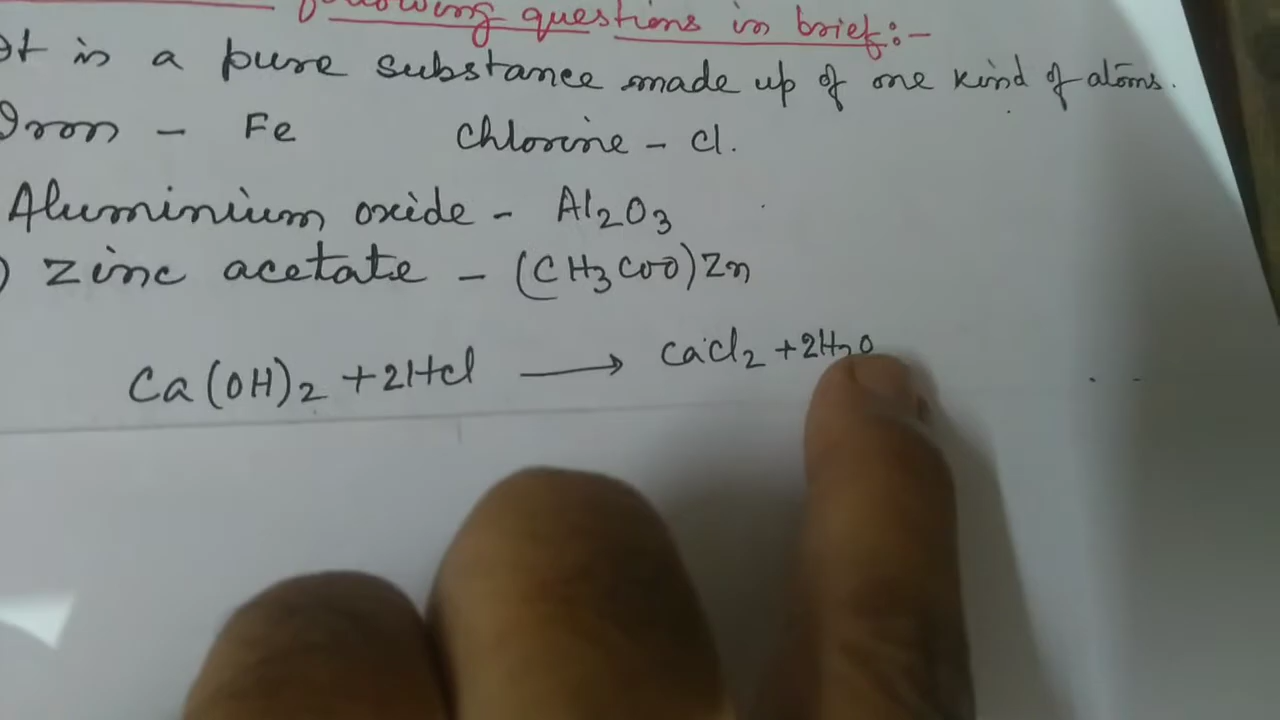 following questions in brief:-
It is a pure substance made up of one kind of atoms.
Iron - Fe Chlorine - Cl.
Aluminium oxide - Al2O3
) Zinc acetate - (CH3COO)Zn
Ca(OH)2 + 2HCl ⟶ CaCl2 + 2H2O